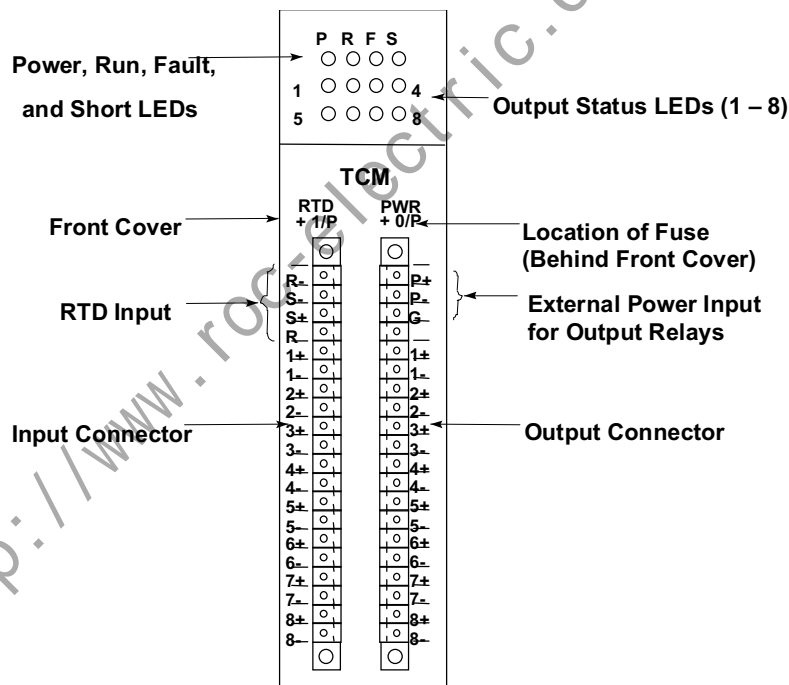 P R F S
Power, Run, Fault,
and Short LEDs
1 4
5 8
Output Status LEDs (1 – 8)
TCM
RTD PWR
+ 1/P + 0/P
Front Cover
Location of Fuse
(Behind Front Cover)
RTD Input
External Power Input
for Output Relays
R- P+
S- P-
S+ G
R
1+ 1+
1- 1-
2+ 2+
2- 2-
3+ 3+
Input Connector
Output Connector
3- 3-
4+ 4+
4- 4-
5+ 5+
5- 5-
6+ 6+
6- 6-
7+ 7+
7- 7-
8+ 8+
8- 8-
p://www.roc-electric.c